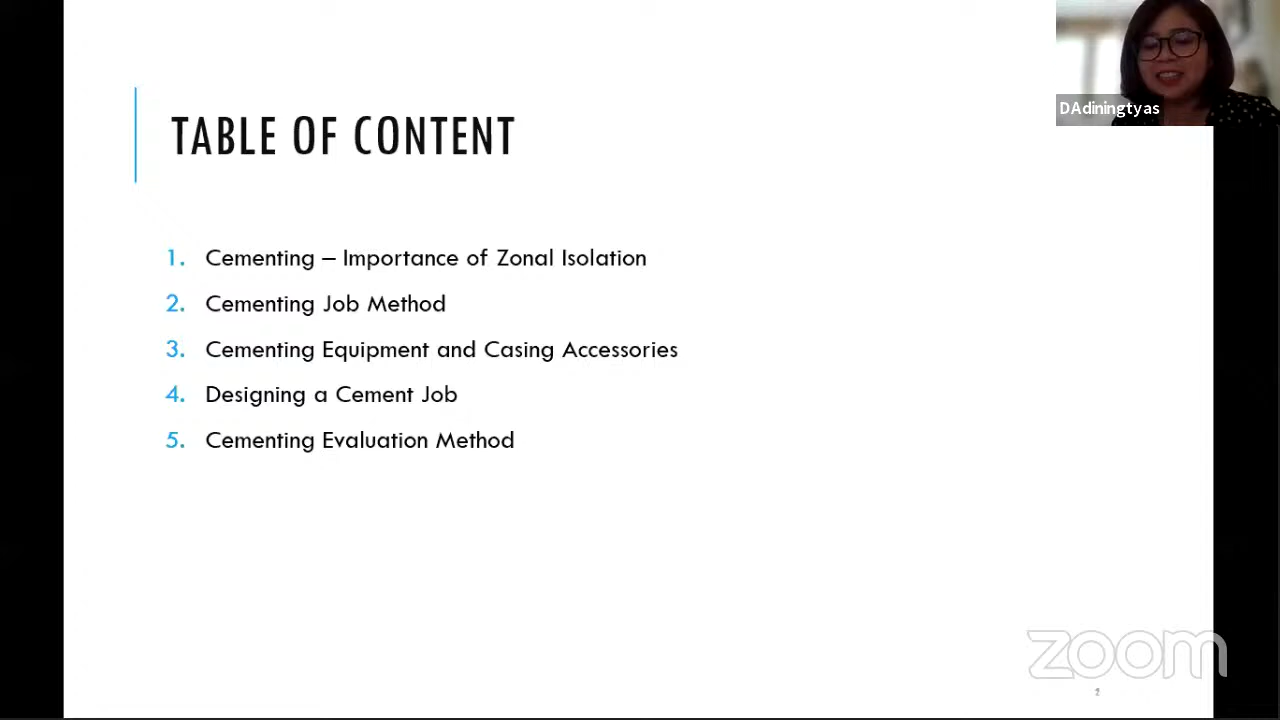 DAdiningtyas
TABLE OF CONTENT
1. Cementing – Importance of Zonal Isolation
2. Cementing Job Method
3. Cementing Equipment and Casing Accessories
4. Designing a Cement Job
5. Cementing Evaluation Method
zoom
2